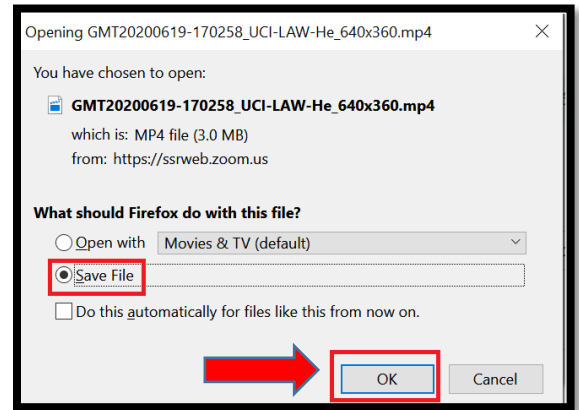 Opening GMT20200619-170258_UCI-LAW-He_640x360.mp4
You have chosen to open:
GMT20200619-170258_UCI-LAW-He_640x360.mp4
which is: MP4 file (3.0 MB)
from: https://ssrweb.zoom.us
What should Firefox do with this file?
Open with Movies & TV (default)
Save File
Do this automatically for files like this from now on.
OK Cancel